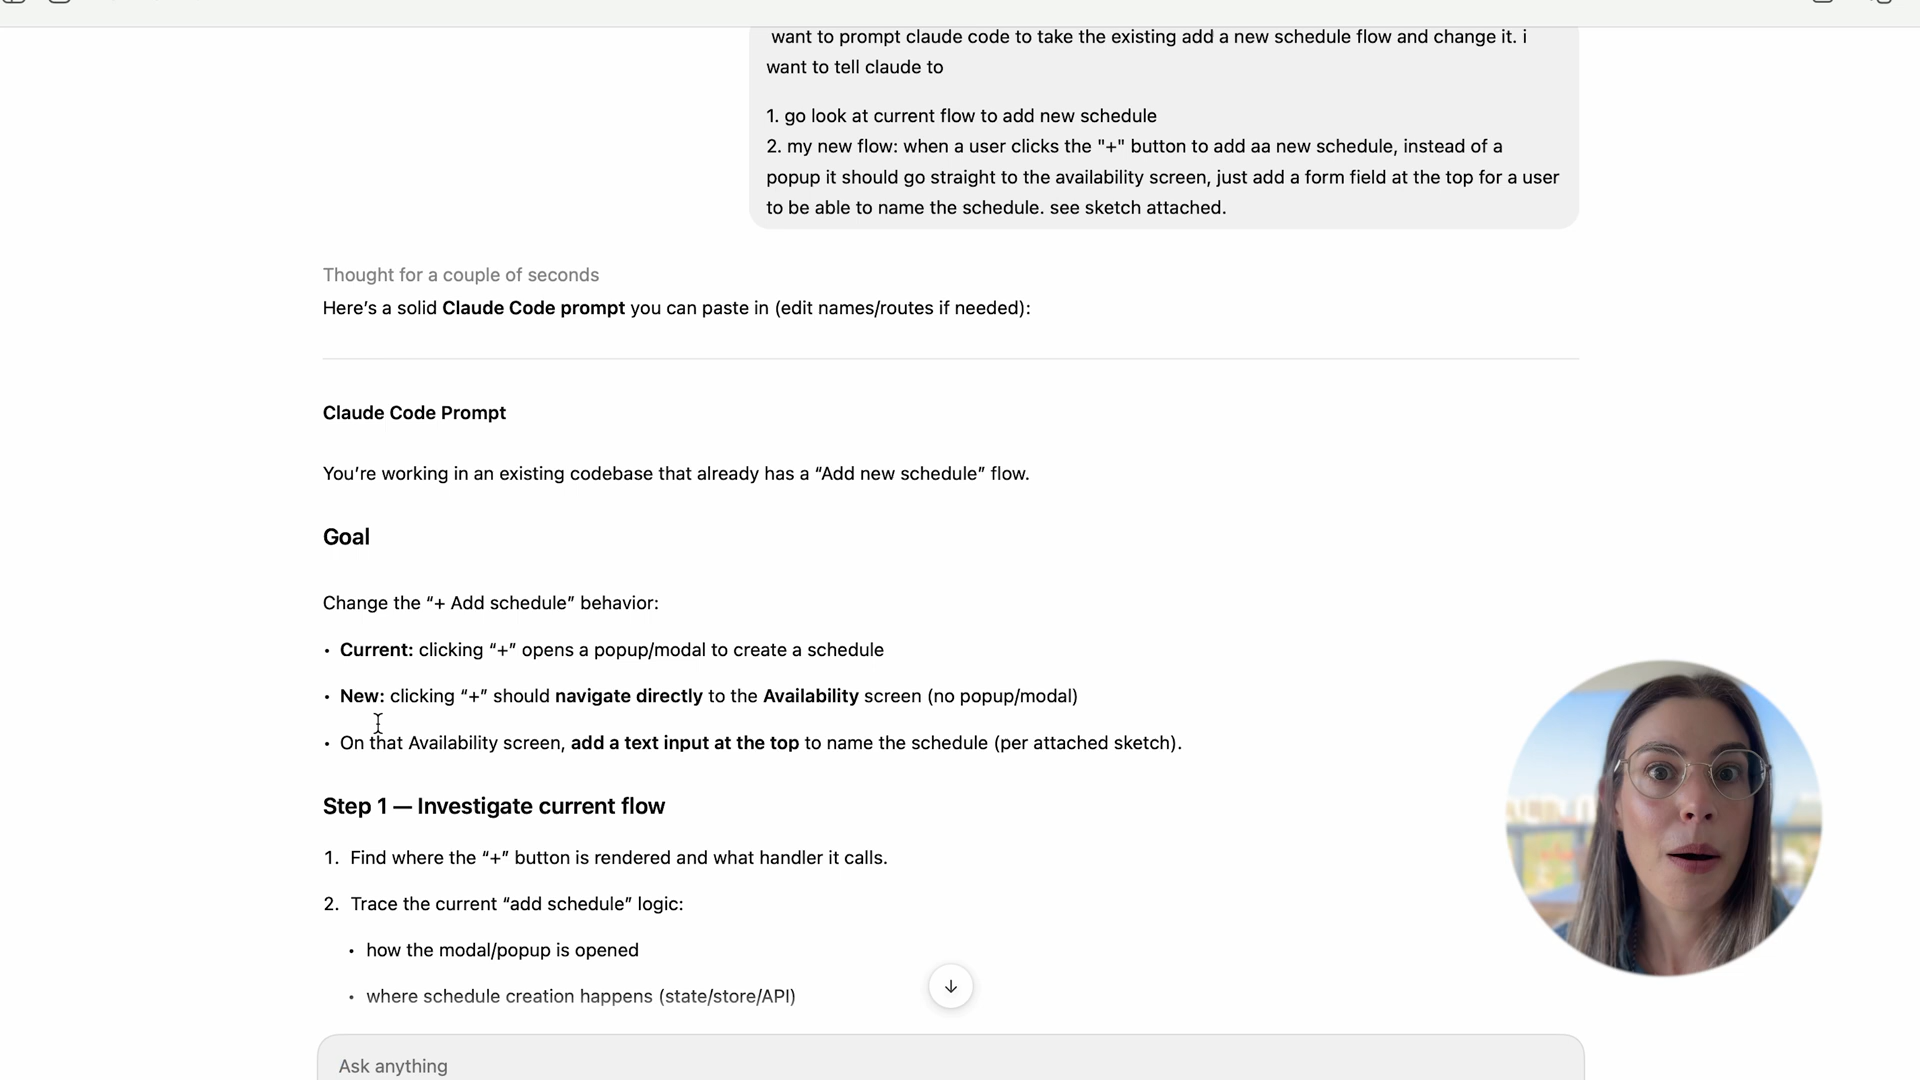 want to prompt claude code to take the existing add a new schedule flow and change it. i
want to tell claude to
1. go look at current flow to add new schedule
2. my new flow: when a user clicks the "+" button to add aa new schedule, instead of a
popup it should go straight to the availability screen, just add a form field at the top for a user
to be able to name the schedule. see sketch attached.
Thought for a couple of seconds
Here’s a solid Claude Code prompt you can paste in (edit names/routes if needed):
Claude Code Prompt
You’re working in an existing codebase that already has a “Add new schedule” flow.
Goal
Change the “+ Add schedule” behavior:
• Current: clicking “+” opens a popup/modal to create a schedule
• New: clicking “+” should navigate directly to the Availability screen (no popup/modal)
• On that Availability screen, add a text input at the top to name the schedule (per attached sketch).
Step 1 — Investigate current flow
1. Find where the “+” button is rendered and what handler it calls.
2. Trace the current “add schedule” logic:
• how the modal/popup is opened
• where schedule creation happens (state/store/API)
Ask anything